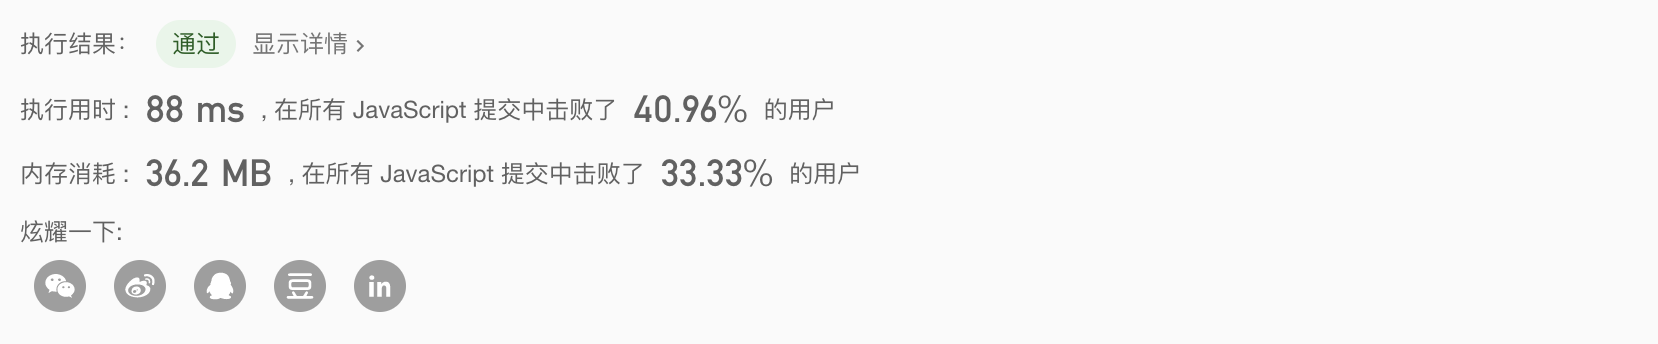 执行结果： 通过 显示详情 ›
执行用时： 88 ms , 在所有 JavaScript 提交中击败了 40.96% 的用户
内存消耗： 36.2 MB , 在所有 JavaScript 提交中击败了 33.33% 的用户
炫耀一下:
豆 in